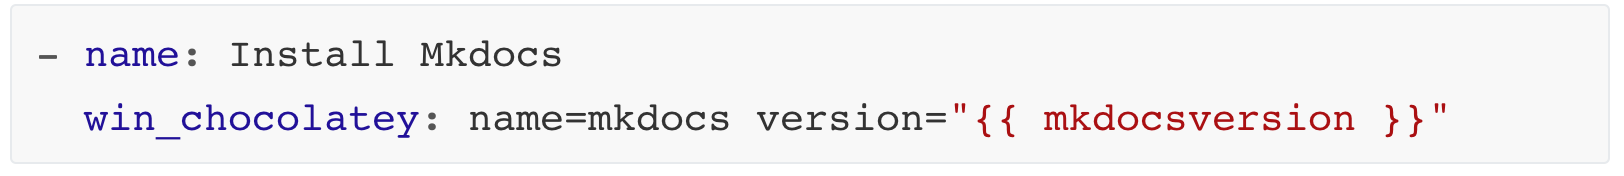 - name: Install Mkdocs
  win_chocolatey: name=mkdocs version="{{ mkdocsversion }}"